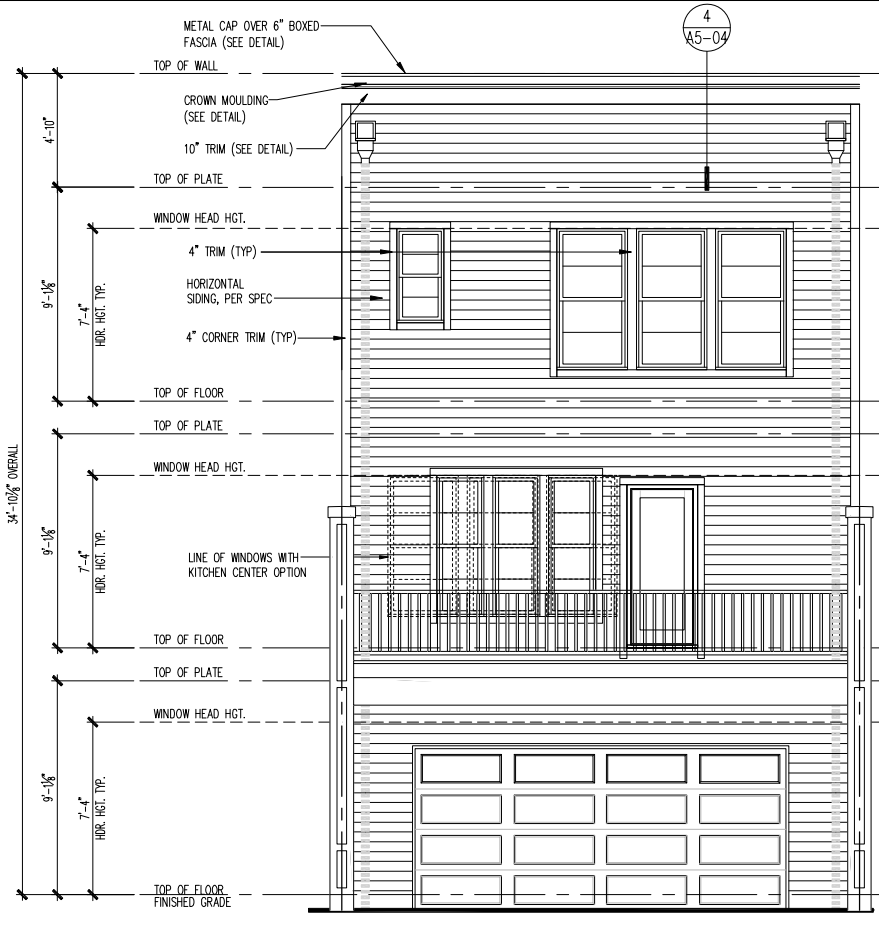 METAL CAP OVER 6" BOXED
FASCIA (SEE DETAIL)
4
A5-04
TOP OF WALL
CROWN MOULDING
(SEE DETAIL)
4'-10"
10" TRIM (SEE DETAIL)
TOP OF PLATE
WINDOW HEAD HGT.
4" TRIM (TYP)
HORIZONTAL
SIDING, PER SPEC
9'-1⅛"
7'-4"
HDR. HGT. TYP.
4" CORNER TRIM (TYP)
TOP OF FLOOR
TOP OF PLATE
WINDOW HEAD HGT.
34'-10⅞" OVERALL
9'-1⅛"
7'-4"
HDR. HGT. TYP.
LINE OF WINDOWS WITH
KITCHEN CENTER OPTION
TOP OF FLOOR
TOP OF PLATE
WINDOW HEAD HGT.
9'-1⅛"
7'-4"
HDR. HGT. TYP.
TOP OF FLOOR
FINISHED GRADE